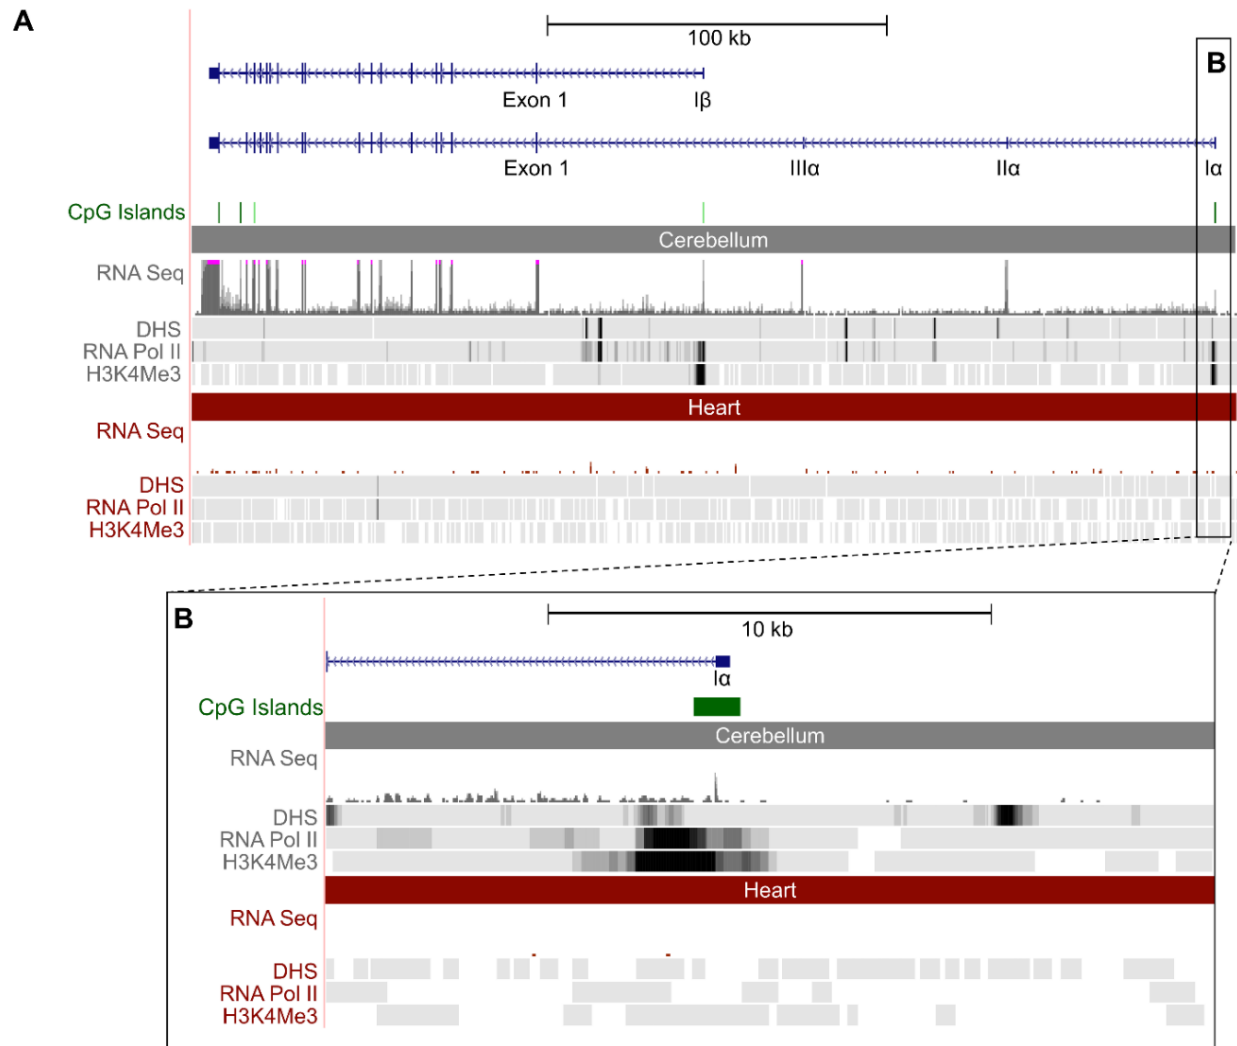 A
100 kb
B
Exon 1 Iβ
Exon 1 IIIα IIα Iα
CpG Islands
Cerebellum
RNA Seq
DHS
RNA Pol II
H3K4Me3
Heart
RNA Seq
DHS
RNA Pol II
H3K4Me3
B
10 kb
Iα
CpG Islands
Cerebellum
RNA Seq
DHS
RNA Pol II
H3K4Me3
Heart
RNA Seq
DHS
RNA Pol II
H3K4Me3